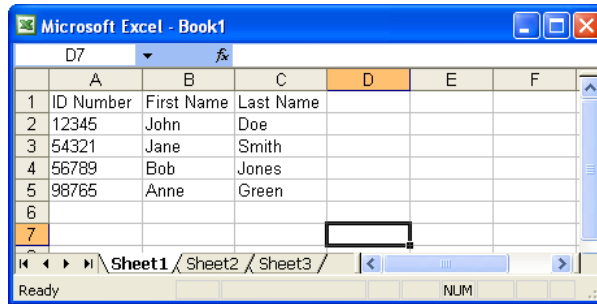 Microsoft Excel - Book1
D7 fx
A B C D E F
1 ID Number First Name Last Name
2 12345 John Doe
3 54321 Jane Smith
4 56789 Bob Jones
5 98765 Anne Green
6
7
Sheet1 Sheet2 Sheet3
Ready NUM